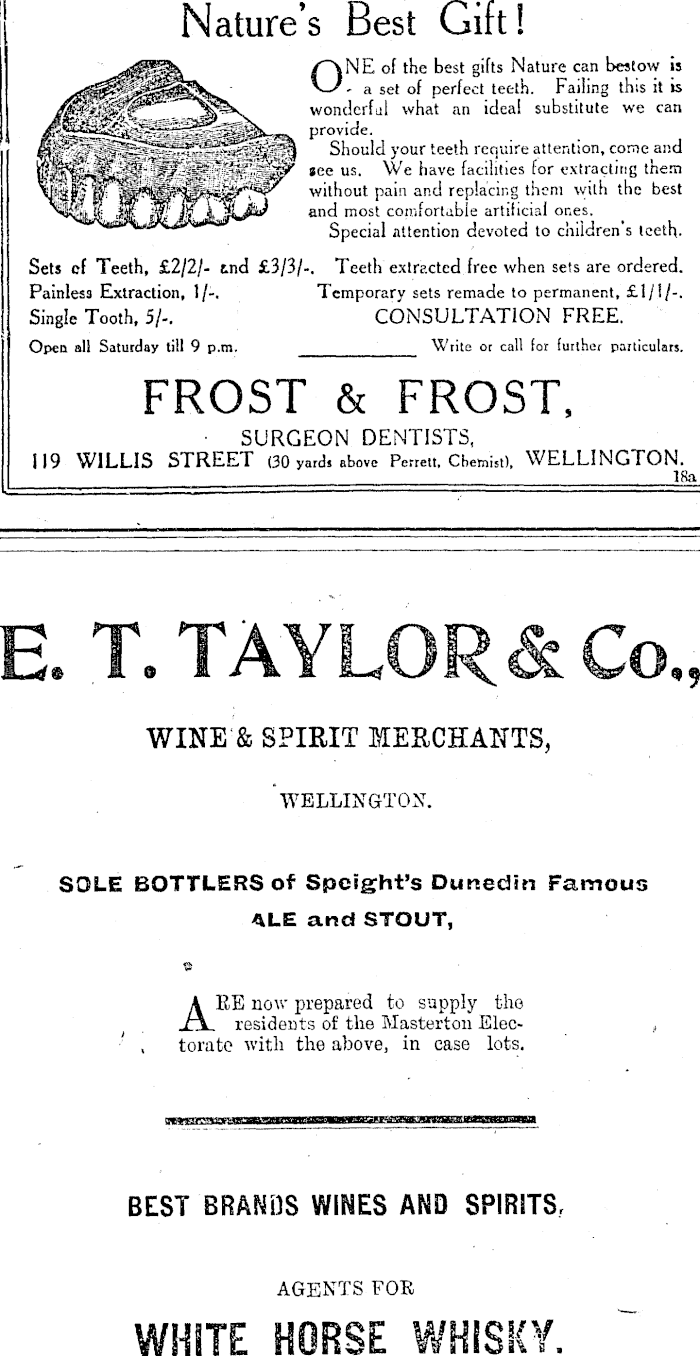 Nature's Best Gift!
ONE of the best gifts Nature can bestow is
- a set of perfect teeth. Failing this it is
wonderful what an ideal substitute we can
provide.
Should your teeth require attention, come and
see us. We have facilities for extracting them
without pain and replacing them with the best
and most comfortable artificial ones.
Special attention devoted to children's teeth.
Sets of Teeth, £2/2/- and £3/3/-. Teeth extracted free when sets are ordered.
Painless Extraction, 1/-. Temporary sets remade to permanent, £1/1/-.
Single Tooth, 5/-. CONSULTATION FREE.
Open all Saturday till 9 p.m. Write or call for further particulars.
FROST & FROST,
SURGEON DENTISTS,
119 WILLIS STREET (30 yards above Perrett, Chemist), WELLINGTON.
18a
E. T. TAYLOR & Co.,
WINE & SPIRIT MERCHANTS,
WELLINGTON.
SOLE BOTTLERS of Speight's Dunedin Famous
ALE and STOUT,
ARE now prepared to supply the
residents of the Masterton Elec-
torate with the above, in case lots.
BEST BRANDS WINES AND SPIRITS,
AGENTS FOR
WHITE HORSE WHISKY.